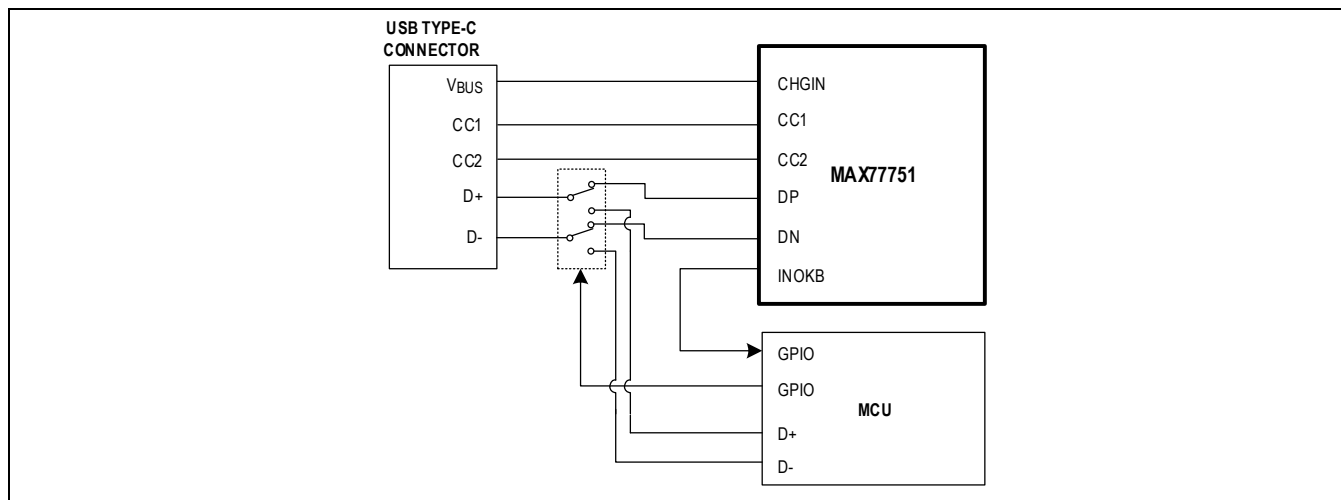 USB TYPE-C
CONNECTOR
VBUS
CC1
CC2
D+
D-
CHGIN
CC1
CC2
DP
DN
INOKB
MAX77751
GPIO
GPIO
D+
D-
MCU